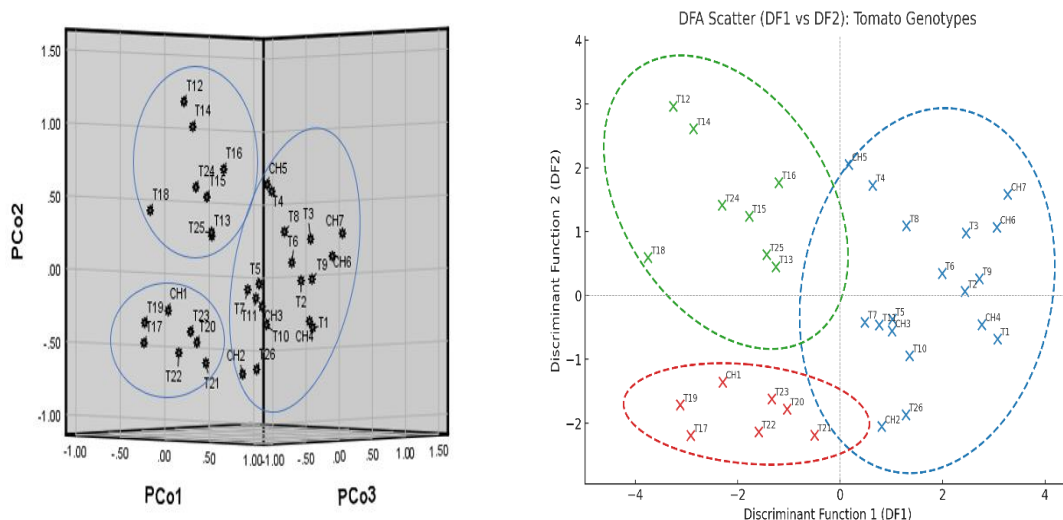 1.50
T12
T14
1.00
T16
T24
T15
CH5
.50
T18
T4
T13
T25
T8
T3
CH7
T6
CH6
PCo2
.00
T5
T9
CH1
T2
T19
T23
T7
T11
CH3
T17
T20
T1
T10
CH4
-.50
T22
T21
CH2
T26
-1.00
-1.00 -.50 .00 .50 1.00 -1.00 -.50 .00 .50 1.00 1.50
PCo1
PCo3
DFA Scatter (DF1 vs DF2): Tomato Genotypes
4
T12
T14
3
2
CH5
T16
T4
CH7
T24
T15
T8
T3
CH6
1
T18
T25
T13
T6
T9
T2
0
T7
T5
CH3
CH4
T1
T10
-1
CH1
T19
T23
T20
T26
-2
T17
T22
T21
CH2
Discriminant Function 2 (DF2)
−4 −2 0 2 4
Discriminant Function 1 (DF1)